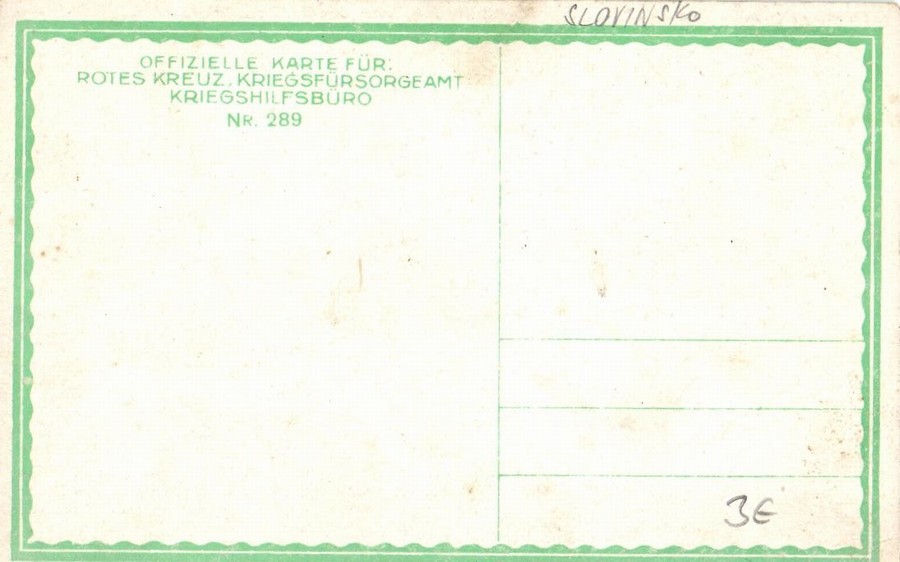 SLOVINSKO
OFFIZIELLE KARTE FÜR:
ROTES KREUZ, KRIEGSFÜRSORGEAMT
KRIEGSHILFSBÜRO
NR. 289
3€